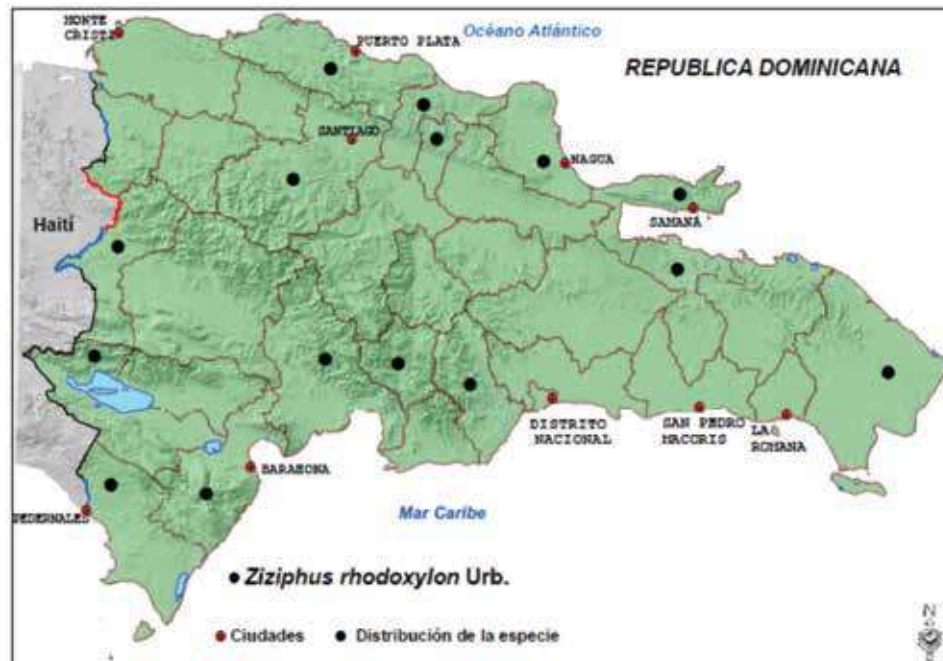 MONTE
CRISTI
Océano Atlántico
PUERTO PLATA
REPUBLICA DOMINICANA
SANTIAGO
NAGUA
SAMANÁ
Haití
DISTRITO
NACIONAL
SAN PEDRO
MACORIS
LA
ROMANA
BARAHONA
PEDERNALES
Mar Caribe
Ziziphus rhodoxylon Urb.
Ciudades
Distribución de la especie
N